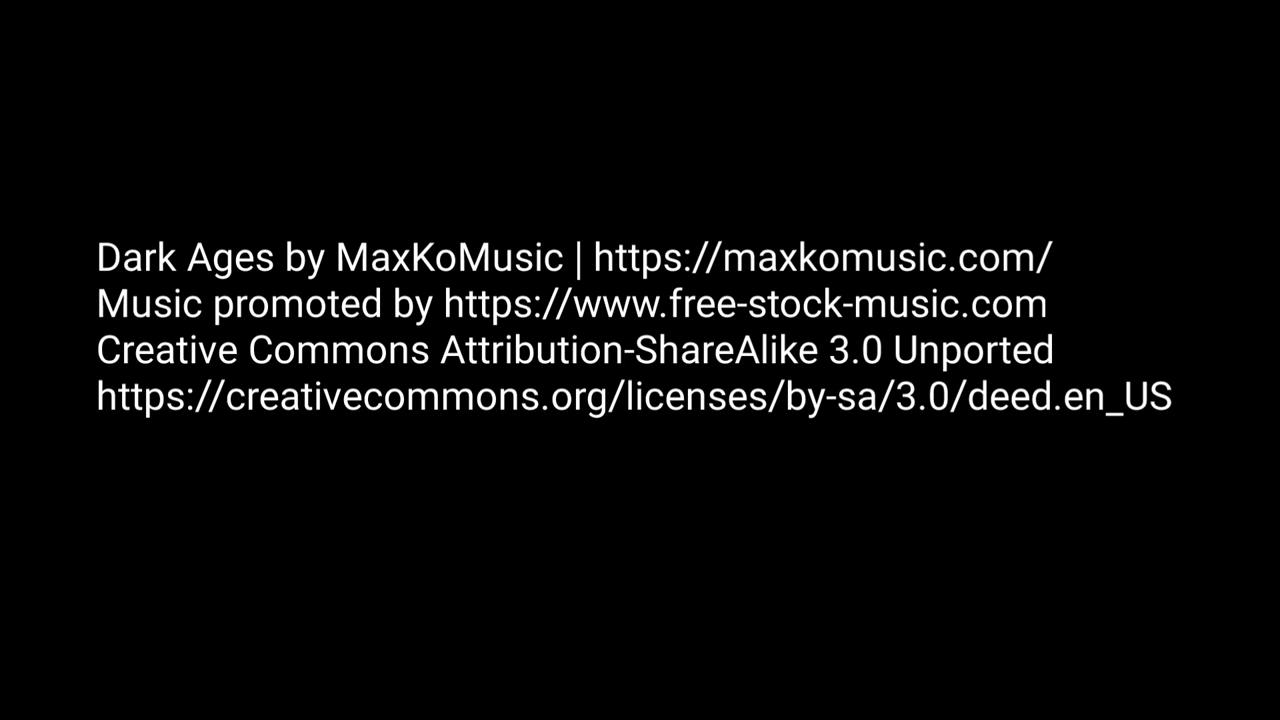 Dark Ages by MaxKoMusic | https://maxkomusic.com/
Music promoted by https://www.free-stock-music.com
Creative Commons Attribution-ShareAlike 3.0 Unported
https://creativecommons.org/licenses/by-sa/3.0/deed.en_US